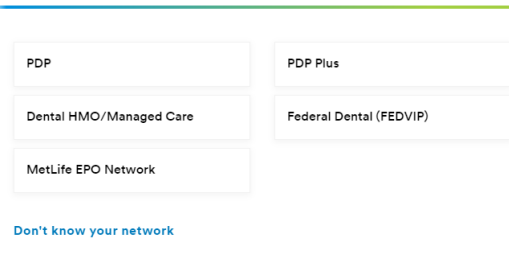 PDP
PDP Plus
Dental HMO/Managed Care
Federal Dental (FEDVIP)
MetLife EPO Network
Don't know your network